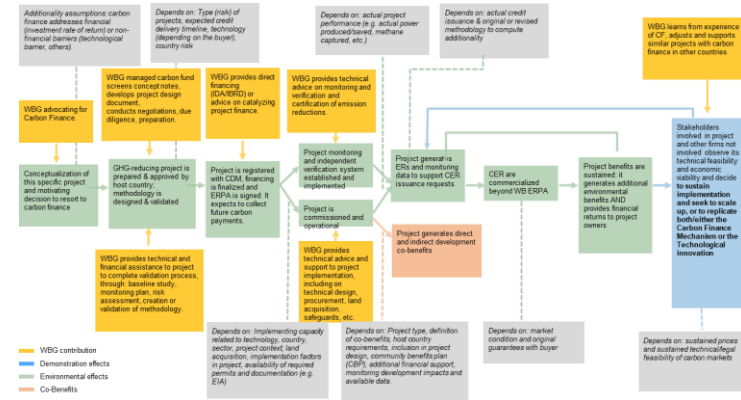 Additionality assumptions: carbon
finance addresses financial
(investment rate of return) or non-
financial barriers (technological
barrier, others).
Depends on: Type (risk) of
projects, expected credit
delivery timeline, technology
(depending on the buyer),
country risk
Depends on: actual project
performance (e.g. actual power
produced/saved, methane
captured, etc.)
Depends on: actual credit
issuance & original or revised
methodology to compute
additionality
WBG learns from experience
of CF, adjusts and supports
similar projects with carbon
finance in other countries
WBG advocating for
Carbon Finance.
WBG managed carbon fund
screens concept notes,
develops project design
document,
conducts negotiations, due
diligence, preparation.
WBG provides direct
financing
(IDA/IBRD) or
advice on catalyzing
project finance.
WBG provides technical
advice on monitoring and
verification and
certification of emission
reductions.
Conceptualization of
this specific project
and motivating
decision to resort to
carbon finance
GHG-reducing project is
prepared & approved by
host country;
methodology is
designed & validated
Project is registered
with CDM, financing
is finalized and
ERPA is signed. It
expects to collect
future carbon
payments.
Project monitoring and
independent
verification system
established and
implemented
Project is
commissioned and
operational
Project generates
ERs and monitoring
data to support CER
issuance requests
Project generates direct
and indirect development
co-benefits
CER are
commercialized
beyond WB ERPA
Project benefits are
sustained: it
generates additional
environmental
benefits AND
provides financial
returns to project
owners
Stakeholders
involved in project
and other firms not
involved observe its
technical feasibility
and economic
viability and decide
to sustain
implementation
and seek to scale
up, or to replicate
both/either the
Carbon Finance
Mechanism or the
Technological
innovation
WBG provides technical and
financial assistance to project
to complete validation process,
through: baseline study,
monitoring plan, risk
assessment, creation or
validation of methodology.
WBG provides
technical advice and
support to project
implementation,
including on
technical design,
procurement, land
acquisition,
safeguards, etc.
Depends on: Implementing capacity
related to technology, country,
sector, project context; land
acquisition, implementation factors
in project, availability of required
permits and documentation (e.g.
EIA)
Depends on: Project type, definition
of co-benefits, host country
requirements, inclusion in project
design, community benefits plan
(CBP), additional financial support,
monitoring development impacts and
available data.
Depends on: market
condition and original
guarantees with buyer
Depends on: sustained prices
and sustained technical/legal
feasibility of carbon markets
WBG contribution
Demonstration effects
Environmental effects
Co-Benefits